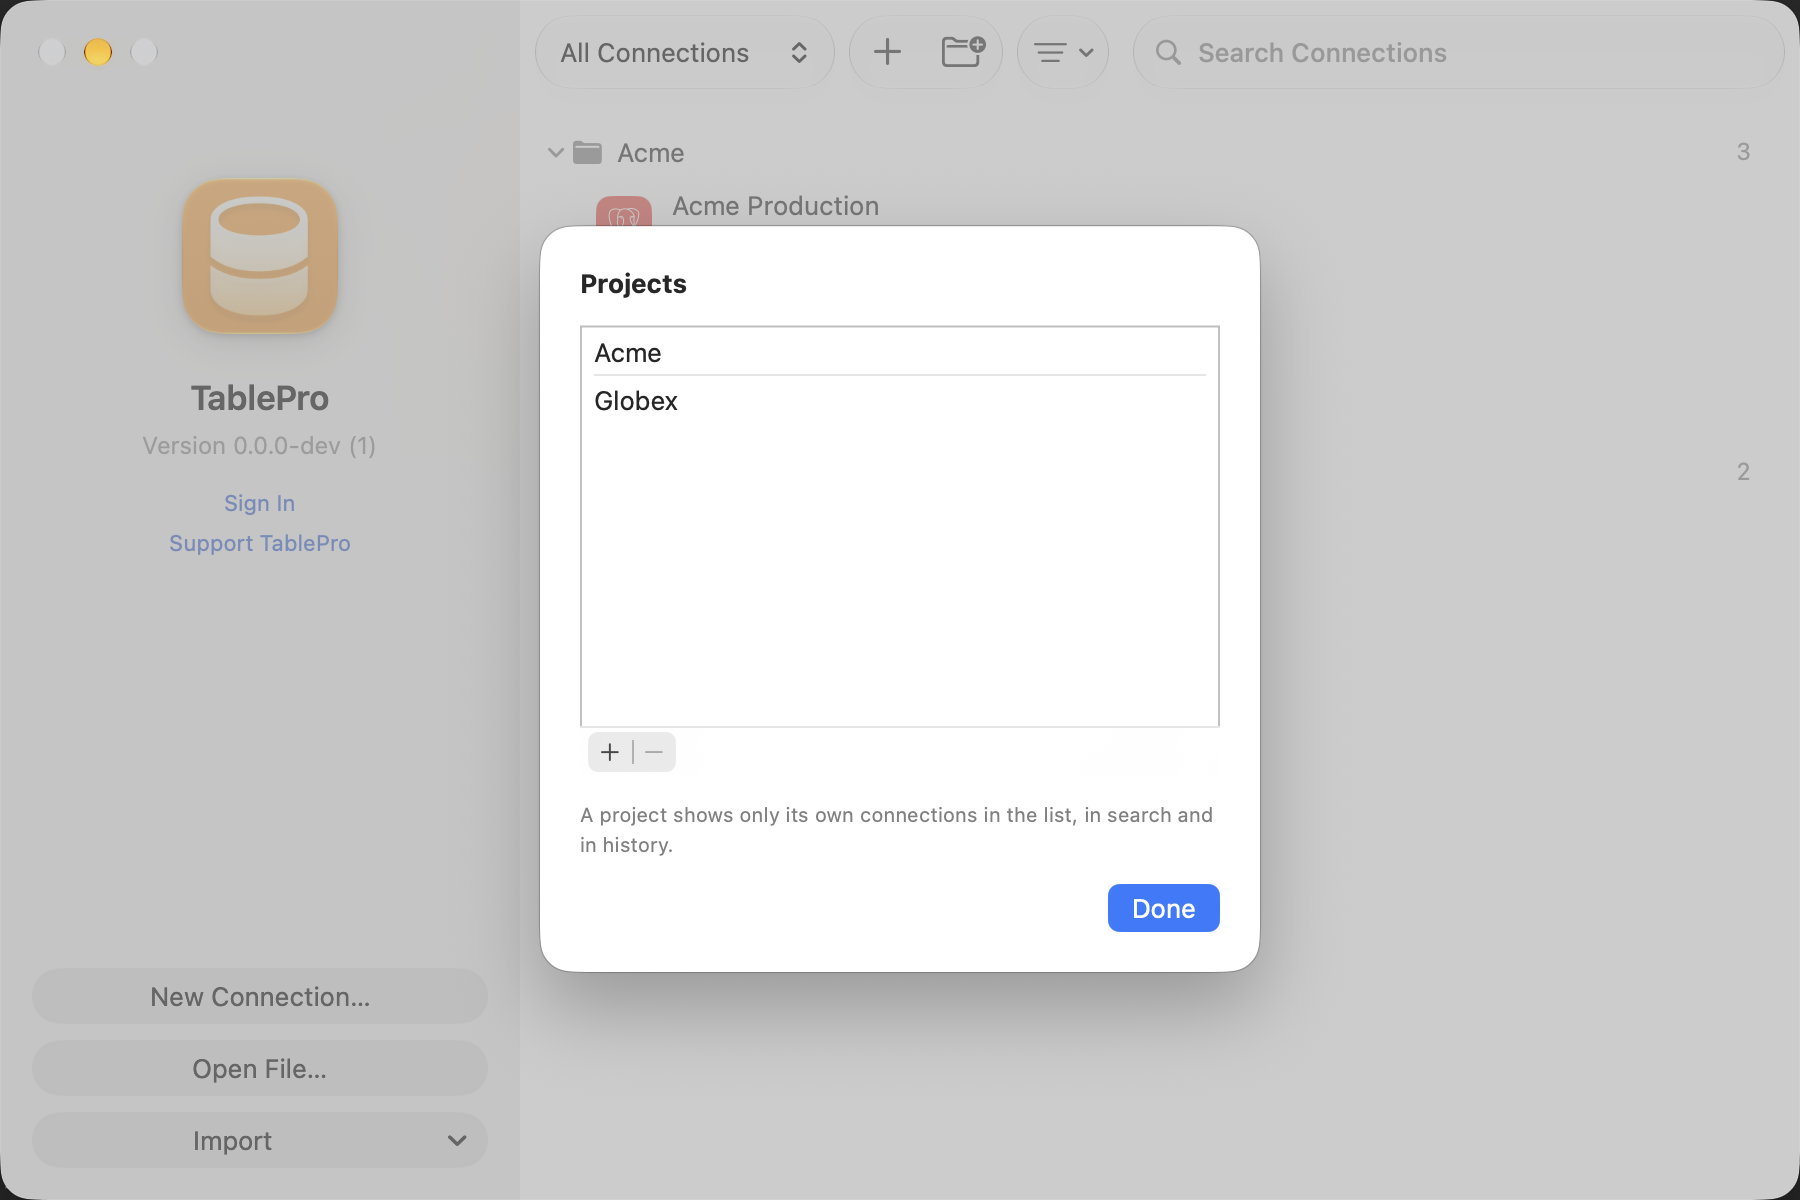 All Connections
Search Connections
Acme
3
Acme Production
TablePro
Version 0.0.0-dev (1)
Sign In
Support TablePro
2
New Connection...
Open File...
Import
Projects
Acme
Globex
A project shows only its own connections in the list, in search and
in history.
Done